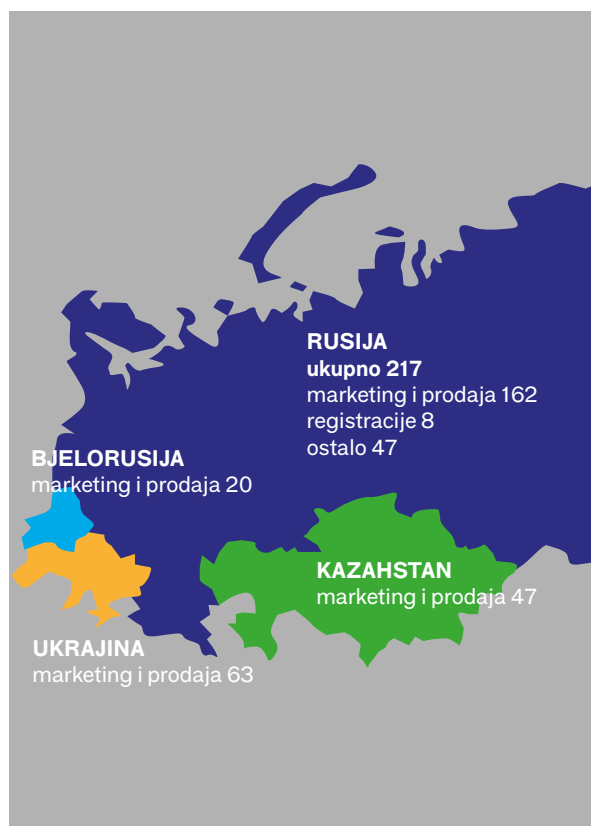 RUSIJA
ukupno 217
marketing i prodaja 162
registracije 8
ostalo 47
BJELORUSIJA
marketing i prodaja 20
KAZAHSTAN
marketing i prodaja 47
UKRAJINA
marketing i prodaja 63